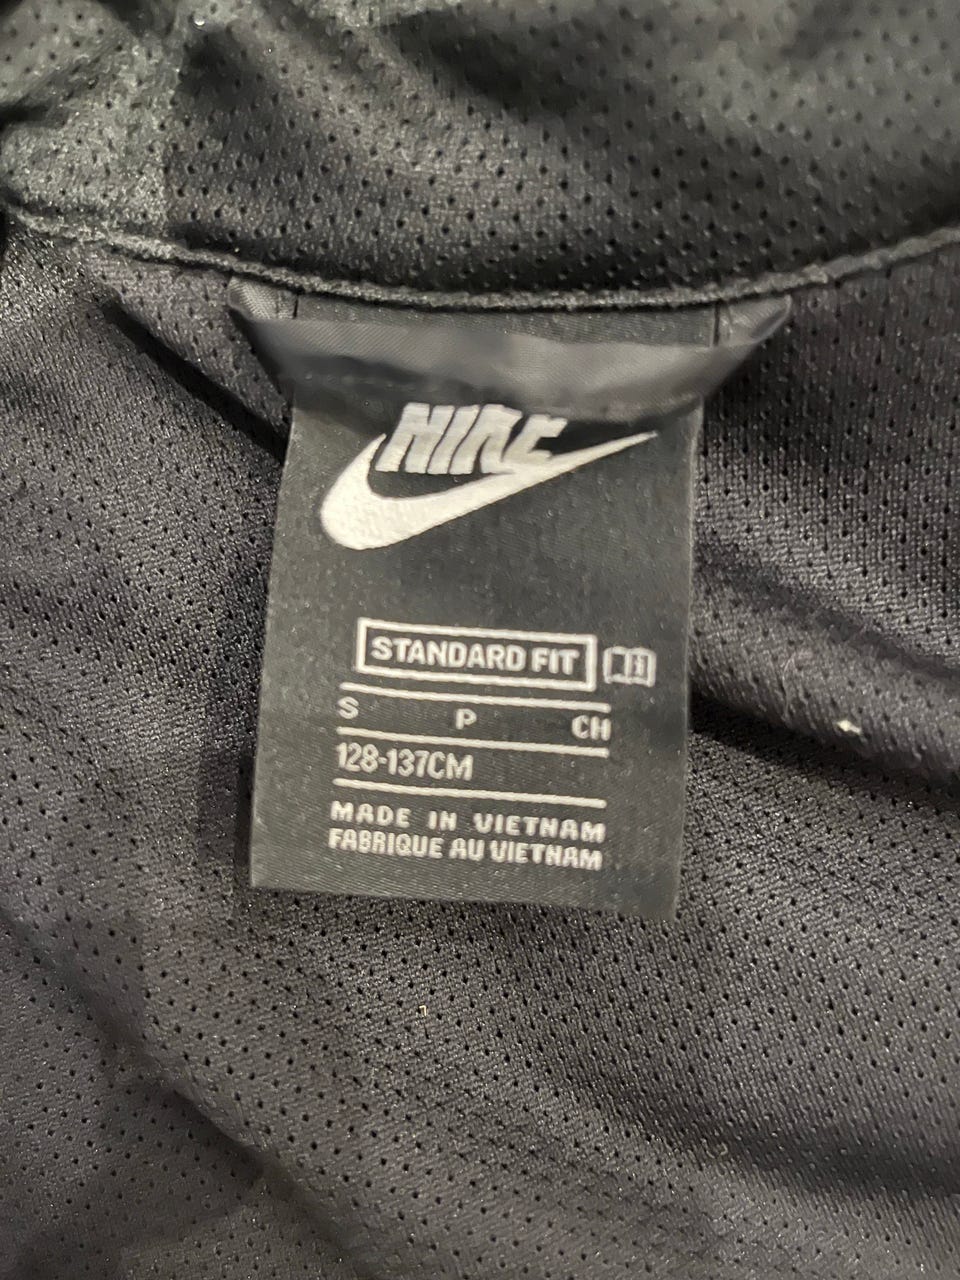 NIKE
STANDARD FIT
S P CH
128-137CM
MADE IN VIETNAM
FABRIQUE AU VIETNAM